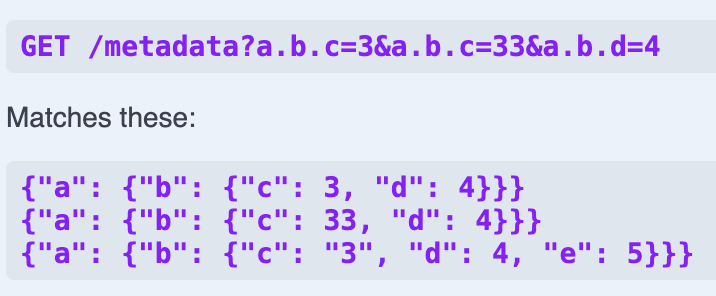 GET /metadata?a.b.c=3&a.b.c=33&a.b.d=4
Matches these:
{"a": {"b": {"c": 3, "d": 4}}}
{"a": {"b": {"c": 33, "d": 4}}}
{"a": {"b": {"c": "3", "d": 4, "e": 5}}}